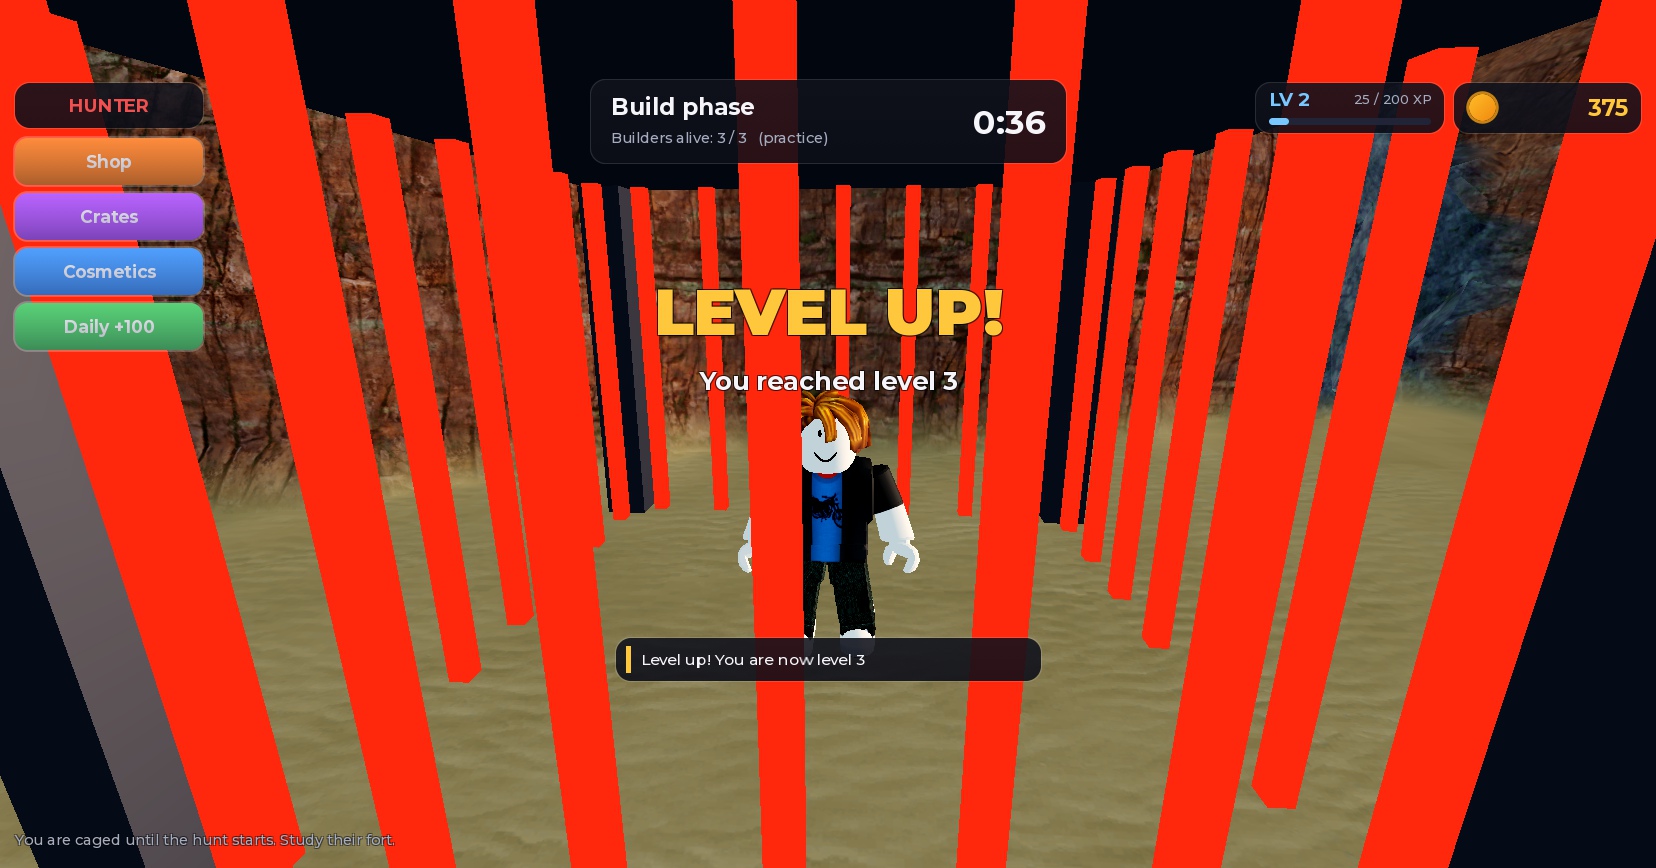 HUNTER
Shop
Crates
Cosmetics
Daily +100
Build phase
Builders alive: 3 / 3 (practice)
0:36
LV 2
25 / 200 XP
375
LEVEL UP!
You reached level 3
Level up! You are now level 3
You are caged until the hunt starts. Study their fort.